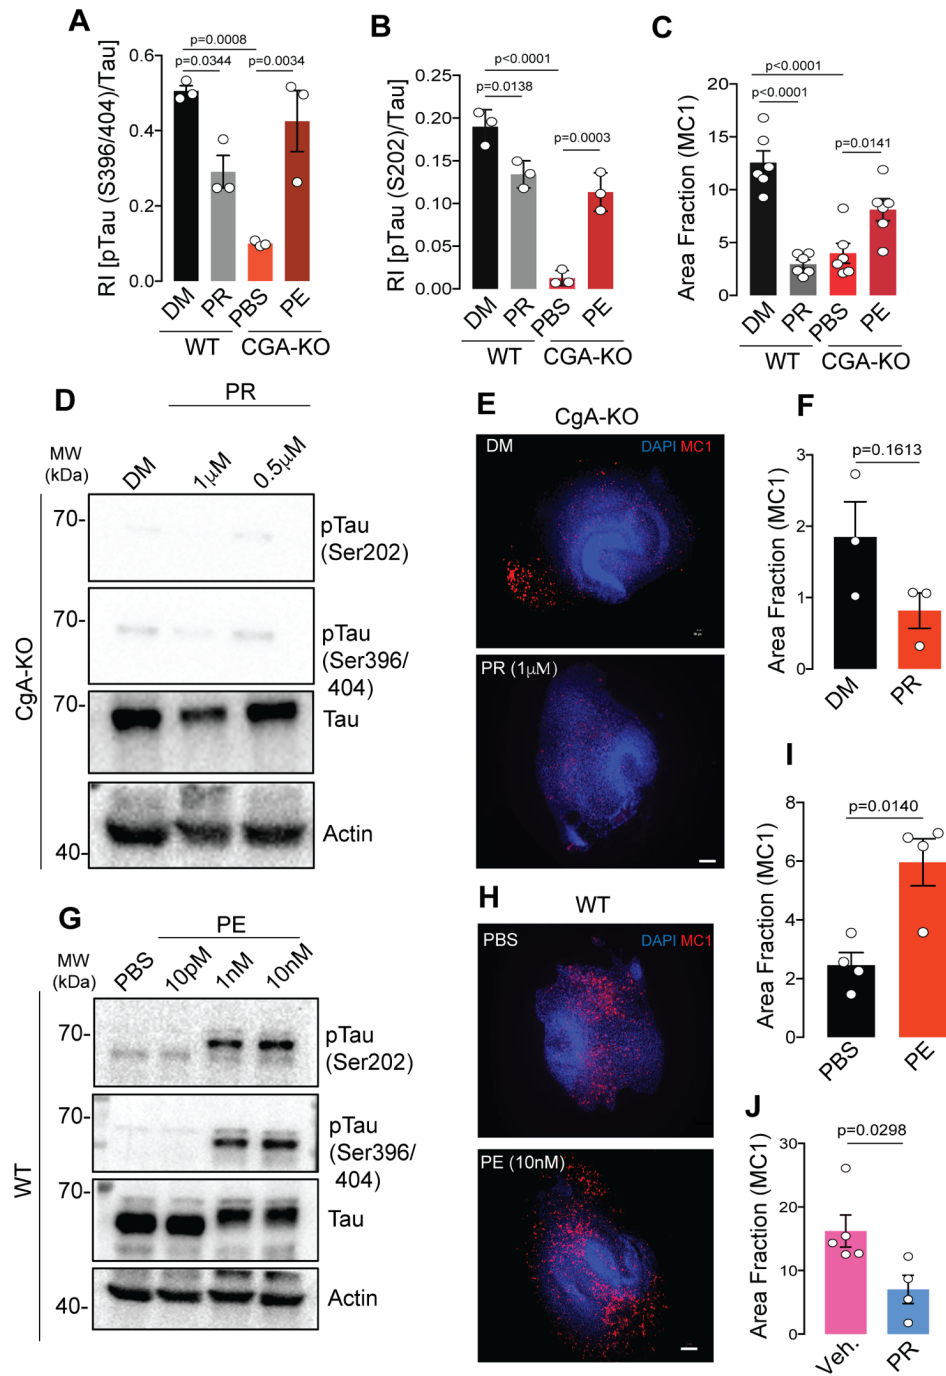 A
p=0.0008
p=0.0344
p=0.0034
RI [pTau (S396/404)/Tau]
0.6
0.4
0.2
0.0
DM
PR
PBS
PE
WT
CGA-KO
B
p<0.0001
p=0.0138
p=0.0003
RI [pTau (S202)/Tau]
0.25
0.20
0.15
0.10
0.05
0.00
DM
PR
PBS
PE
WT
CGA-KO
C
p<0.0001
p<0.0001
p=0.0141
Area Fraction (MC1)
20
15
10
5
0
DM
PR
PBS
PE
WT
CGA-KO
D
PR
MW
(kDa)
DM
1μM
0.5μM
CgA-KO
70-
pTau
(Ser202)
70-
pTau
(Ser396/
404)
70-
Tau
Actin
40-
E
CgA-KO
DM
DAPI MC1
PR (1μM)
F
p=0.1613
Area Fraction (MC1)
3
2
1
0
DM
PR
G
PE
MW
(kDa)
PBS
10pM
1nM
10nM
WT
70-
pTau
(Ser202)
70-
pTau
(Ser396/
404)
70-
Tau
Actin
40-
H
WT
PBS
DAPI MC1
PE (10nM)
I
p=0.0140
Area Fraction (MC1)
8
6
4
2
0
PBS
PE
J
p=0.0298
Area Fraction (MC1)
30
20
10
0
Veh.
PR